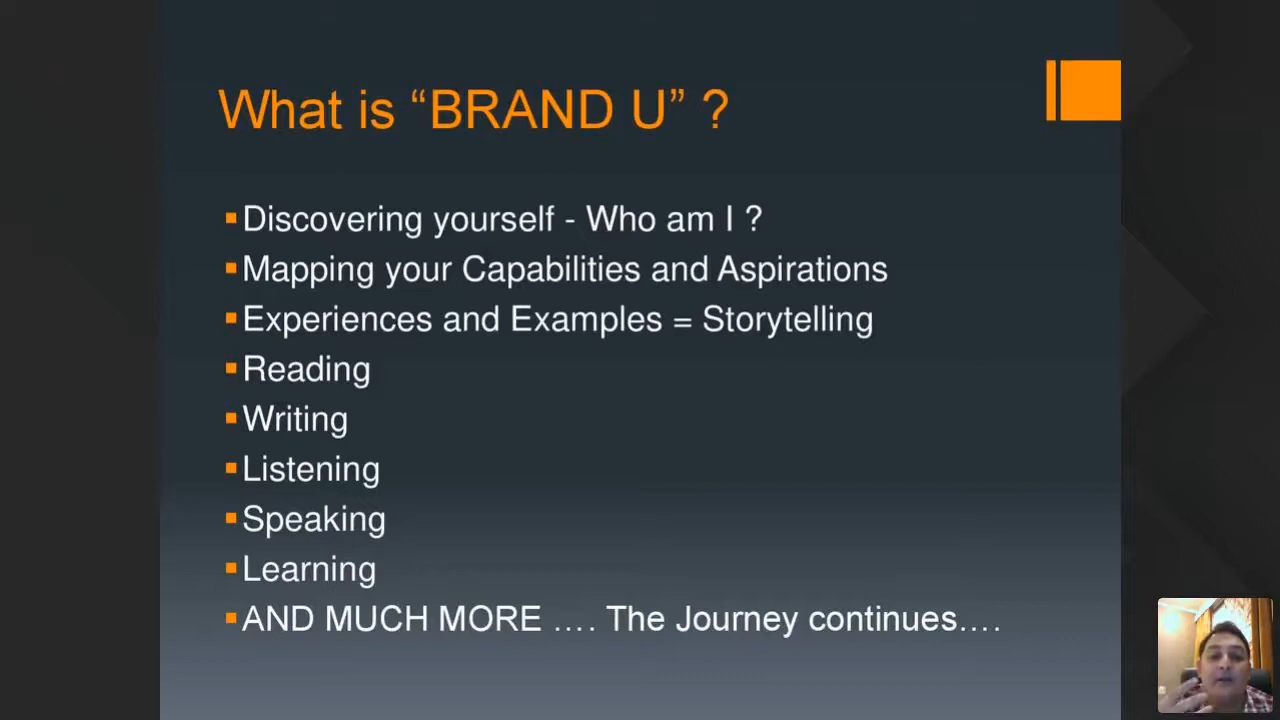 What is “BRAND U” ?
Discovering yourself - Who am I ?
Mapping your Capabilities and Aspirations
Experiences and Examples = Storytelling
Reading
Writing
Listening
Speaking
Learning
AND MUCH MORE …. The Journey continues….